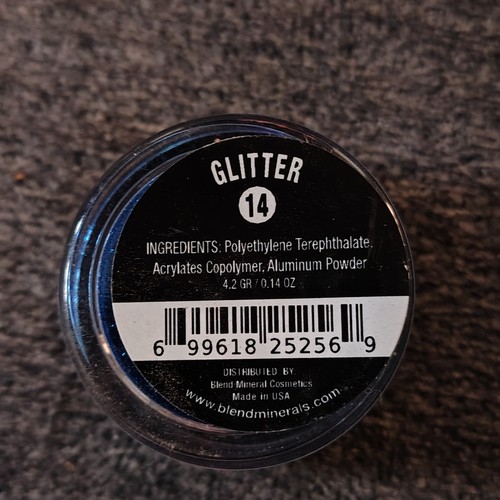 GLITTER
14
INGREDIENTS: Polyethylene Terephthalate,
Acrylates Copolymer, Aluminum Powder
4.2 GR / 0.14 OZ
6 99618 25256 9
DISTRIBUTED BY:
Blend Mineral Cosmetics
Made in USA
www.blendminerals.com